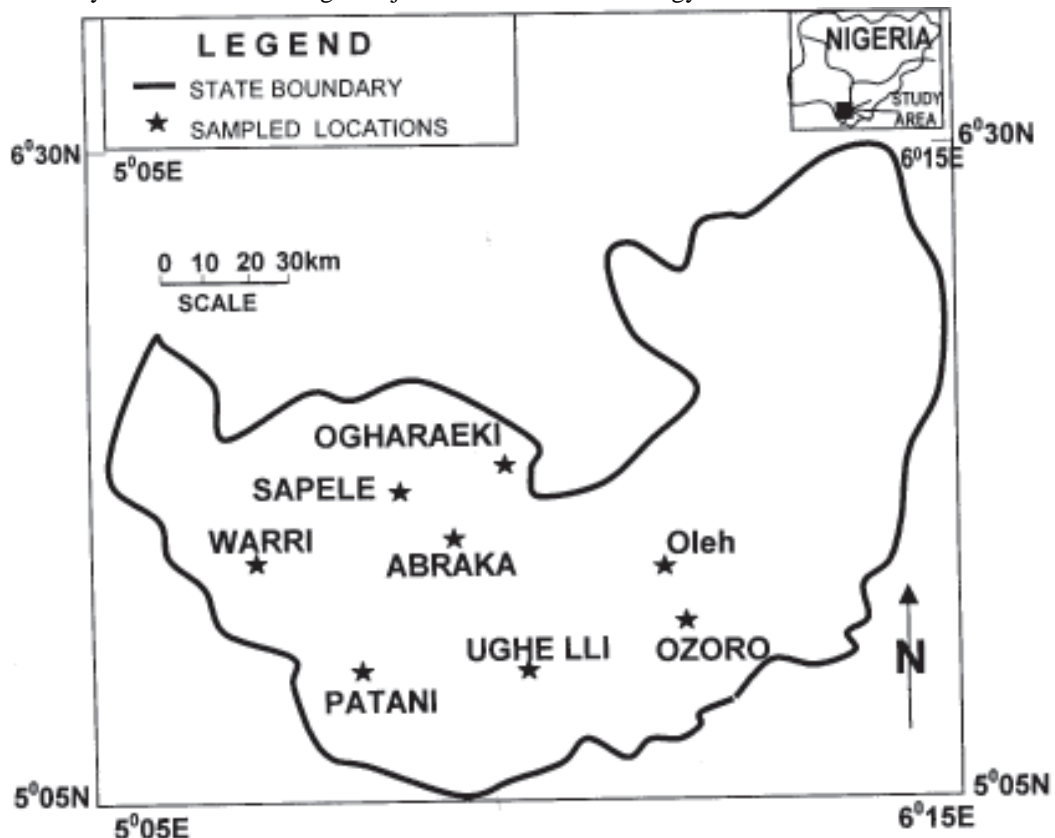 LEGEND
STATE BOUNDARY
SAMPLED LOCATIONS
NIGERIA
STUDY
AREA
6⁰30N
5⁰05E
6⁰15E
6⁰30N
0 10 20 30km
SCALE
OGHARAEKI
SAPELE
WARRI
ABRAKA
Oleh
UGHE LLI
OZORO
PATANI
N
5⁰05N
5⁰05E
6⁰15E
5⁰05N